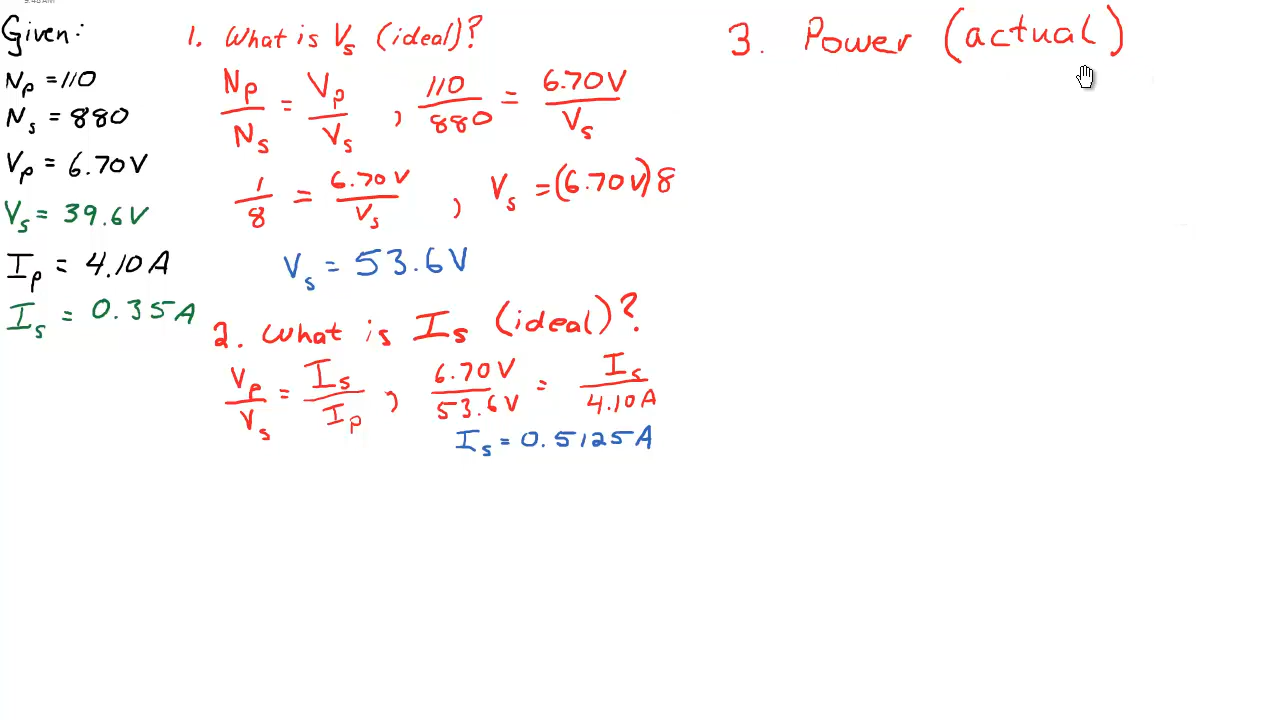 Given:
Np = 110
Ns = 880
Vp = 6.70V
Vs = 39.6V
Ip = 4.10A
Is = 0.35A
1. What is Vs (ideal)?
Np/Ns = Vp/Vs , 110/880 = 6.70V/Vs
1/8 = 6.70V/Vs , Vs = (6.70V)8
Vs = 53.6V
2. What is Is (ideal)?
Vp/Vs = Is/Ip , 6.70V/53.6V = Is/4.10A
Is = 0.5125A
3. Power (actual)